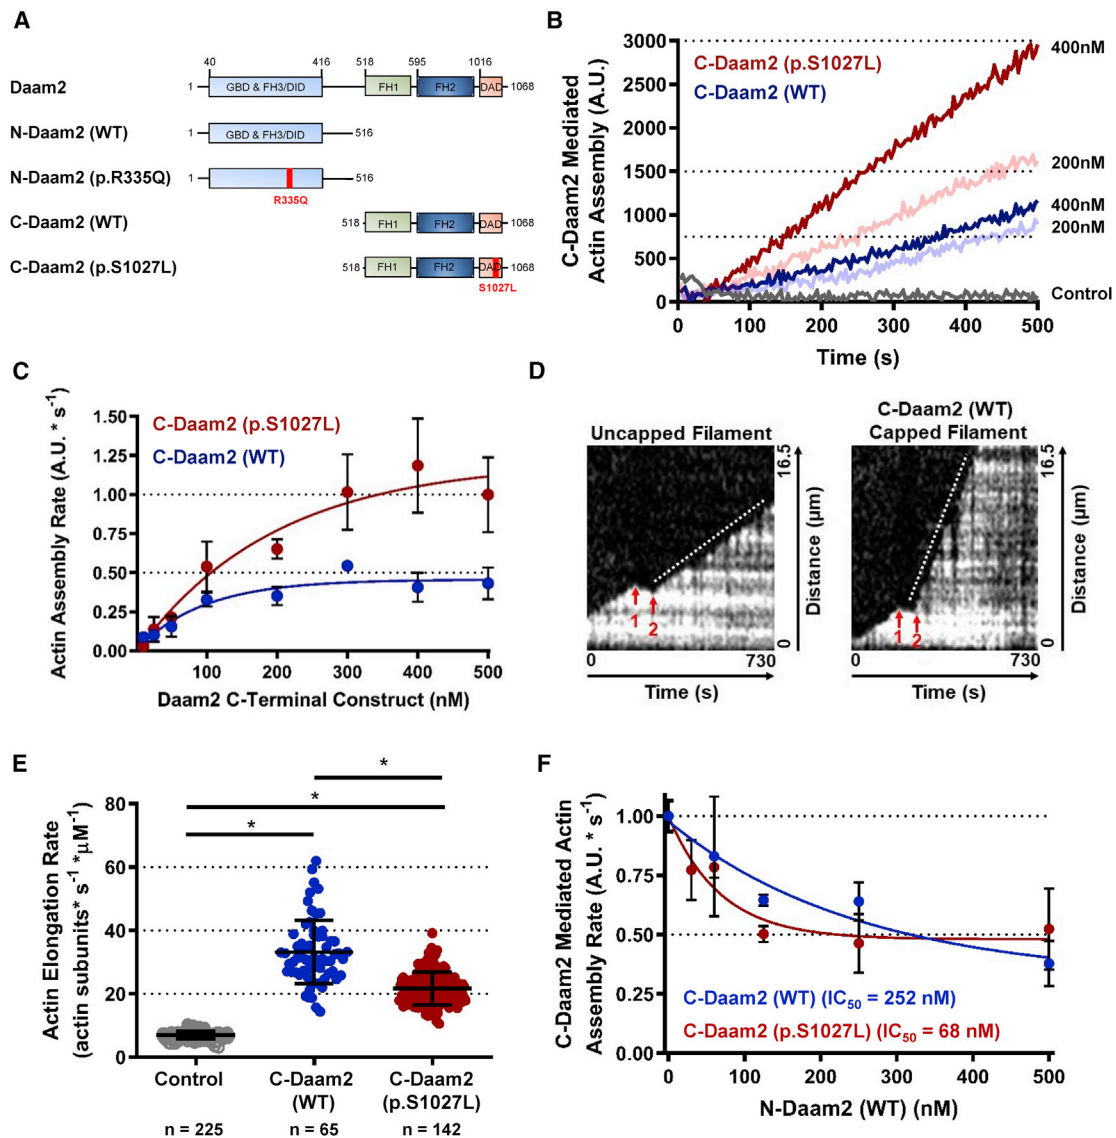 A
40 416 518 595 1016
Daam2 1 GBD & FH3/DID FH1 FH2 DAD 1068
N-Daam2 (WT) 1 GBD & FH3/DID 516
N-Daam2 (p.R335Q) 1 516
R335Q
C-Daam2 (WT) 518 FH1 FH2 DAD 1068
C-Daam2 (p.S1027L) 518 FH1 FH2 DAD 1068
S1027L
B
C-Daam2 Mediated
Actin Assembly (A.U.)
3000
2500
2000
1500
1000
500
0
C-Daam2 (p.S1027L)
C-Daam2 (WT)
400nM
200nM
400nM
200nM
Control
0 100 200 300 400 500
Time (s)
C
Actin Assembly Rate (A.U. * s-1)
1.50
1.25
1.00
0.75
0.50
0.25
0.00
C-Daam2 (p.S1027L)
C-Daam2 (WT)
100 200 300 400 500
Daam2 C-Terminal Construct (nM)
D
Uncapped Filament
1 2
0 730
Time (s)
16.5
0
Distance (µm)
C-Daam2 (WT)
Capped Filament
1 2
0 730
Time (s)
16.5
0
Distance (µm)
E
Actin Elongation Rate
(actin subunits* s-1 *µM-1)
80
60
40
20
0
*
*
*
Control C-Daam2 (WT) C-Daam2 (p.S1027L)
n = 225 n = 65 n = 142
F
C-Daam2 Mediated Actin
Assembly Rate (A.U. * s-1)
1.00
0.75
0.50
0.25
0.00
C-Daam2 (WT) (IC50 = 252 nM)
C-Daam2 (p.S1027L) (IC50 = 68 nM)
0 100 200 300 400 500
N-Daam2 (WT) (nM)